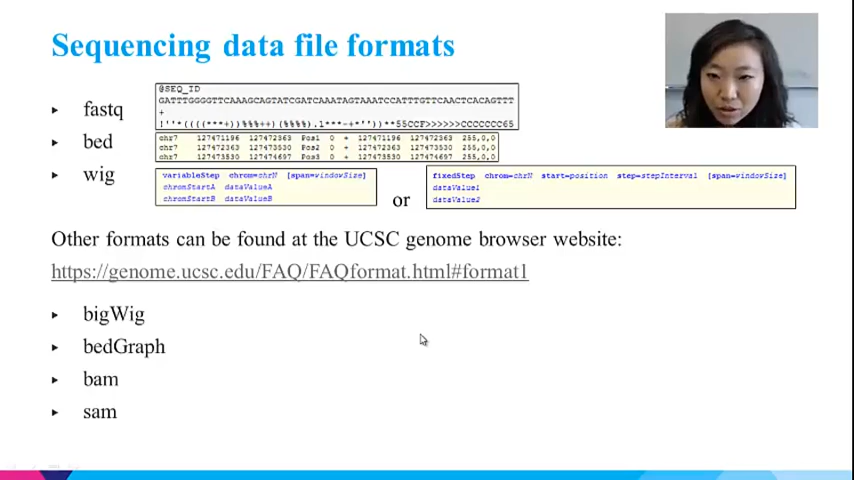 Sequencing data file formats
▸ fastq
@SEQ_ID
GATTTGGGGTTCAAAGCAGTATCGATCAAATAGTAAATCCATTTGTTCAACTCACAGTTT
+
!''*((((***+))%%%++)(%%%%).1***-+*''))**55CCF>>>>>>CCCCCCC65
▸ bed
chr7 127471196 127472363 Pos1 0 + 127471196 127472363 255,0,0
chr7 127472363 127473530 Pos2 0 + 127472363 127473530 255,0,0
chr7 127473530 127474697 Pos3 0 + 127473530 127474697 255,0,0
▸ wig
variableStep chrom=chrN [span=windowSize]
chromStartA dataValueA
chromStartB dataValueB
or
fixedStep chrom=chrN start=position step=stepInterval [span=windowSize]
dataValue1
dataValue2
Other formats can be found at the UCSC genome browser website:
https://genome.ucsc.edu/FAQ/FAQformat.html#format1
▸ bigWig
▸ bedGraph
▸ bam
▸ sam